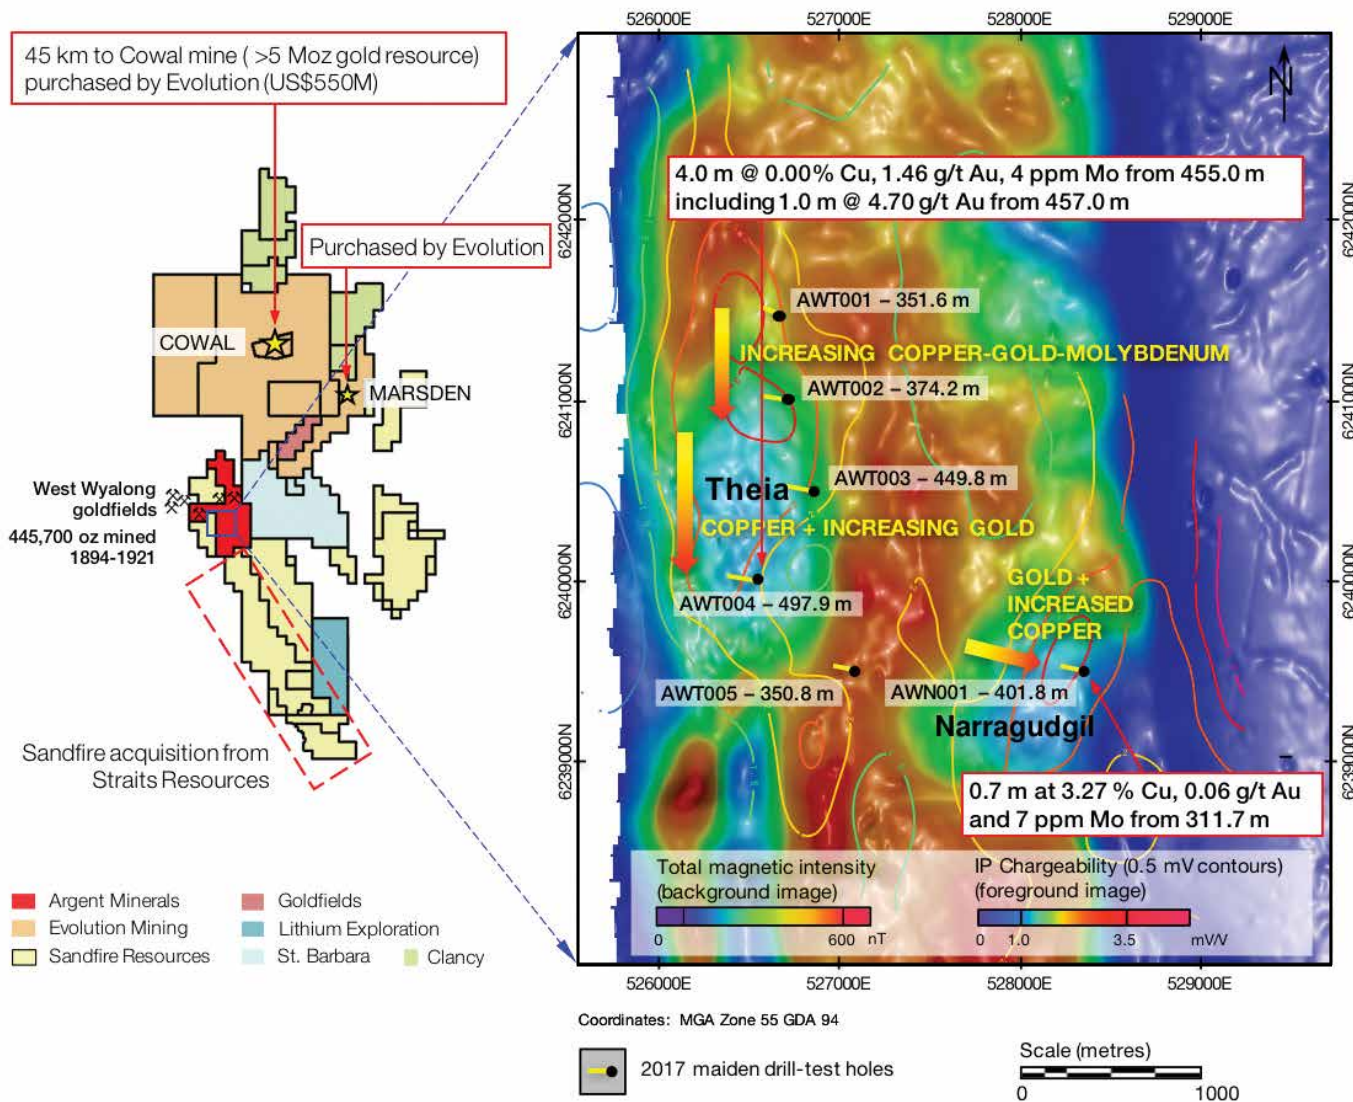 526000E
527000E
528000E
529000E
45 km to Cowal mine ( >5 Moz gold resource)
purchased by Evolution (US$550M)
N
4.0 m @ 0.00% Cu, 1.46 g/t Au, 4 ppm Mo from 455.0 m
including 1.0 m @ 4.70 g/t Au from 457.0 m
6242000N
6242000N
Purchased by Evolution
AWT001 – 351.6 m
COWAL
INCREASING COPPER-GOLD-MOLYBDENUM
MARSDEN
AWT002 – 374.2 m
6241000N
6241000N
West Wyalong
goldfields
445,700 oz mined
1894-1921
AWT003 – 449.8 m
Theia
COPPER + INCREASING GOLD
GOLD +
INCREASED
COPPER
6240000N
6240000N
AWT004 – 497.9 m
AWT005 – 350.8 m
AWN001 – 401.8 m
Narragudgil
Sandfire acquisition from
Straits Resources
6239000N
6239000N
0.7 m at 3.27 % Cu, 0.06 g/t Au
and 7 ppm Mo from 311.7 m
Total magnetic intensity
(background image)
0
600 nT
IP Chargeability (0.5 mV contours)
(foreground image)
0
1.0
3.5
mV/V
Argent Minerals
Evolution Mining
Sandfire Resources
Goldfields
Lithium Exploration
St. Barbara
Clancy
526000E
527000E
528000E
529000E
Coordinates: MGA Zone 55 GDA 94
2017 maiden drill-test holes
Scale (metres)
0
1000